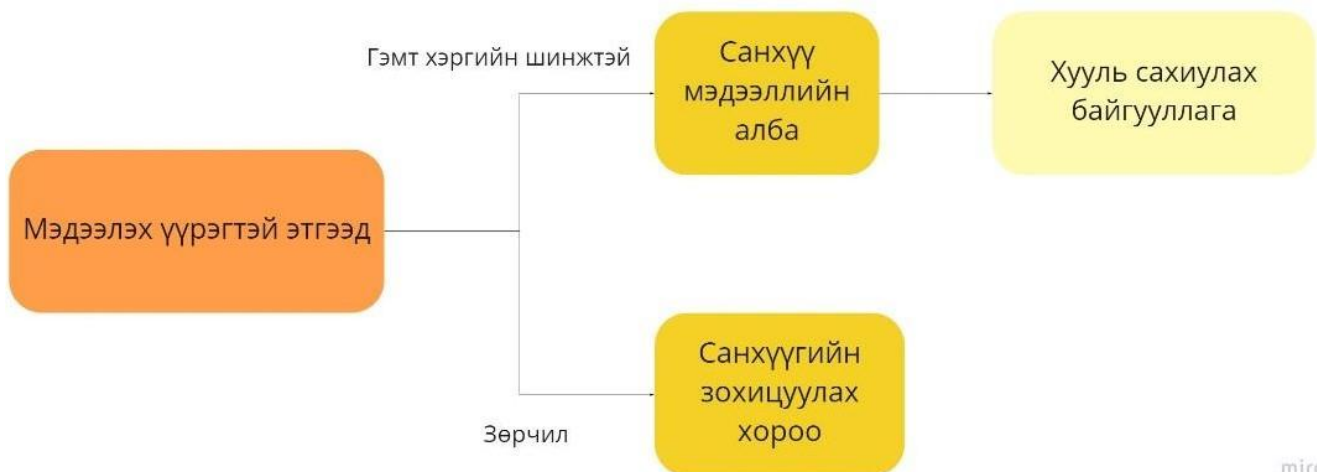 Гэмт хэргийн шинжтэй
Санхүү
мэдээллийн
алба
Хууль сахиулах
байгууллага
Мэдээлэх үүрэгтэй этгээд
Санхүүгийн
зохицуулах
хороо
Зөрчил